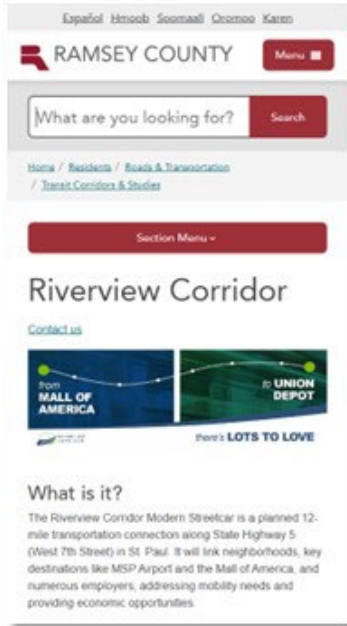 Español Hmoob Soomaali Oromoo Karen
RAMSEY COUNTY
Menu
What are you looking for?
Search
Home / Residents / Roads & Transportation
/ Transit Corridors & Studies
Section Menu
Riverview Corridor
Contact us
from
MALL OF
AMERICA
to UNION
DEPOT
there's LOTS TO LOVE
What is it?
The Riverview Corridor Modern Streetcar is a planned 12-
mile transportation connection along State Highway 5
(West 7th Street) in St. Paul. It will link neighborhoods, key
destinations like MSP Airport and the Mall of America, and
numerous employers, addressing mobility needs and
providing economic opportunities.